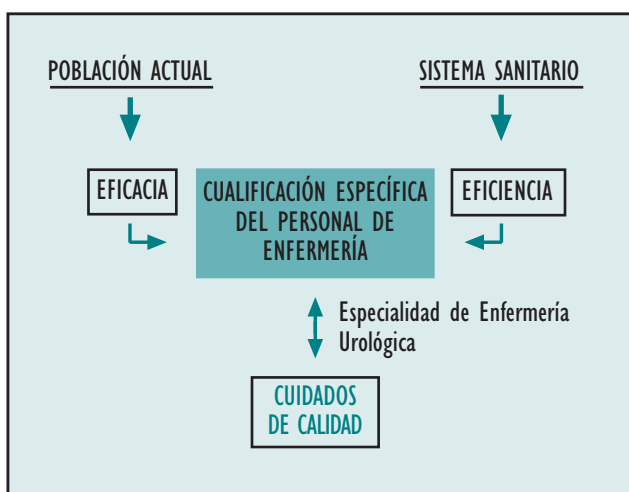 POBLACIÓN ACTUAL
SISTEMA SANITARIO
EFICACIA
CUALIFICACIÓN ESPECÍFICA
DEL PERSONAL DE
ENFERMERÍA
EFICIENCIA
Especialidad de Enfermería
Urológica
CUIDADOS
DE CALIDAD